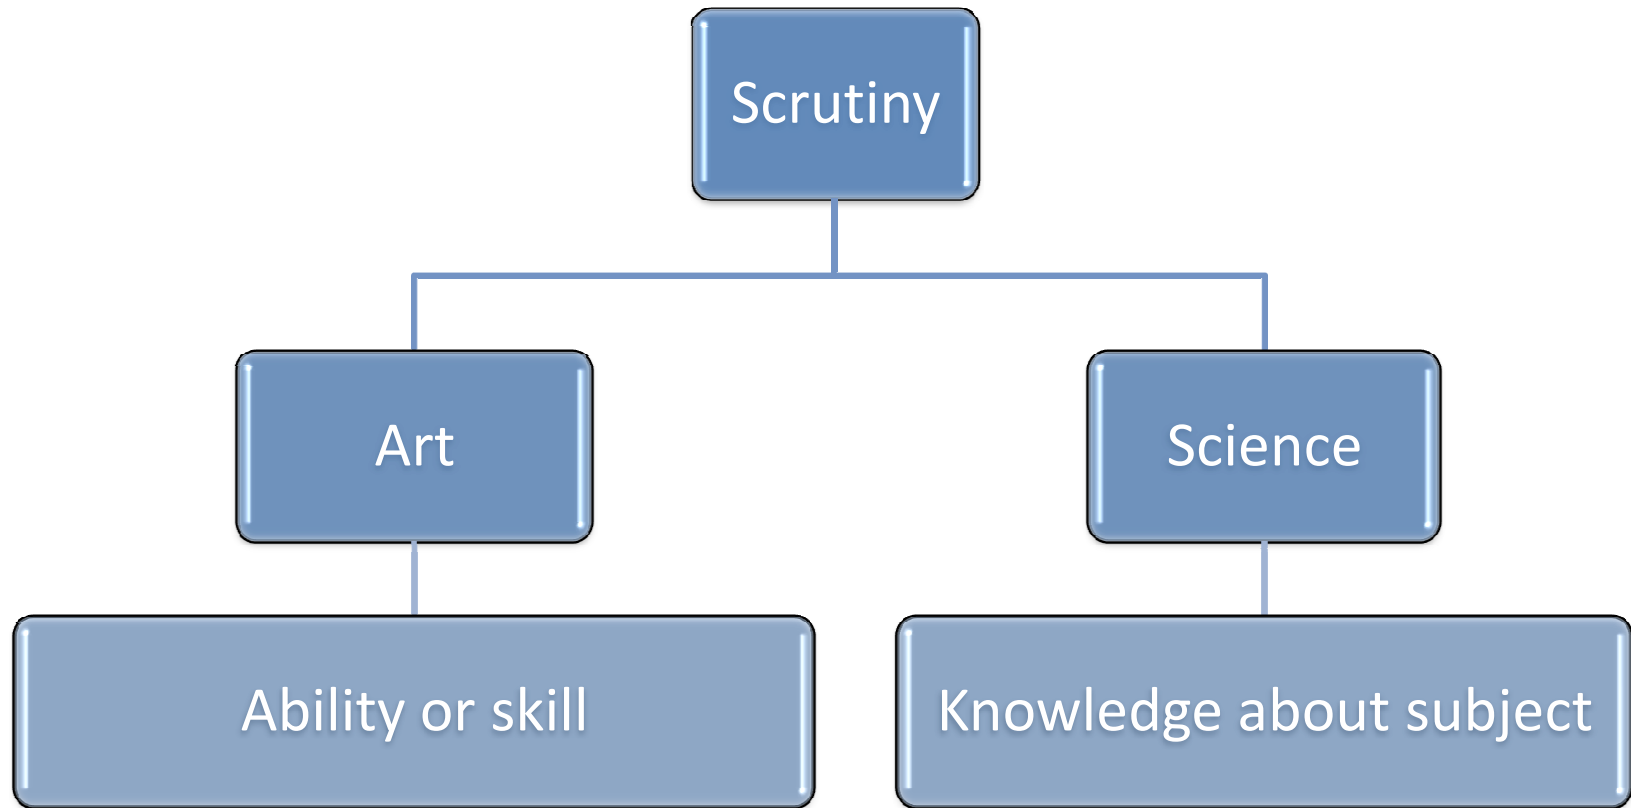 Scrutiny
Art
Science
Ability or skill
Knowledge about subject